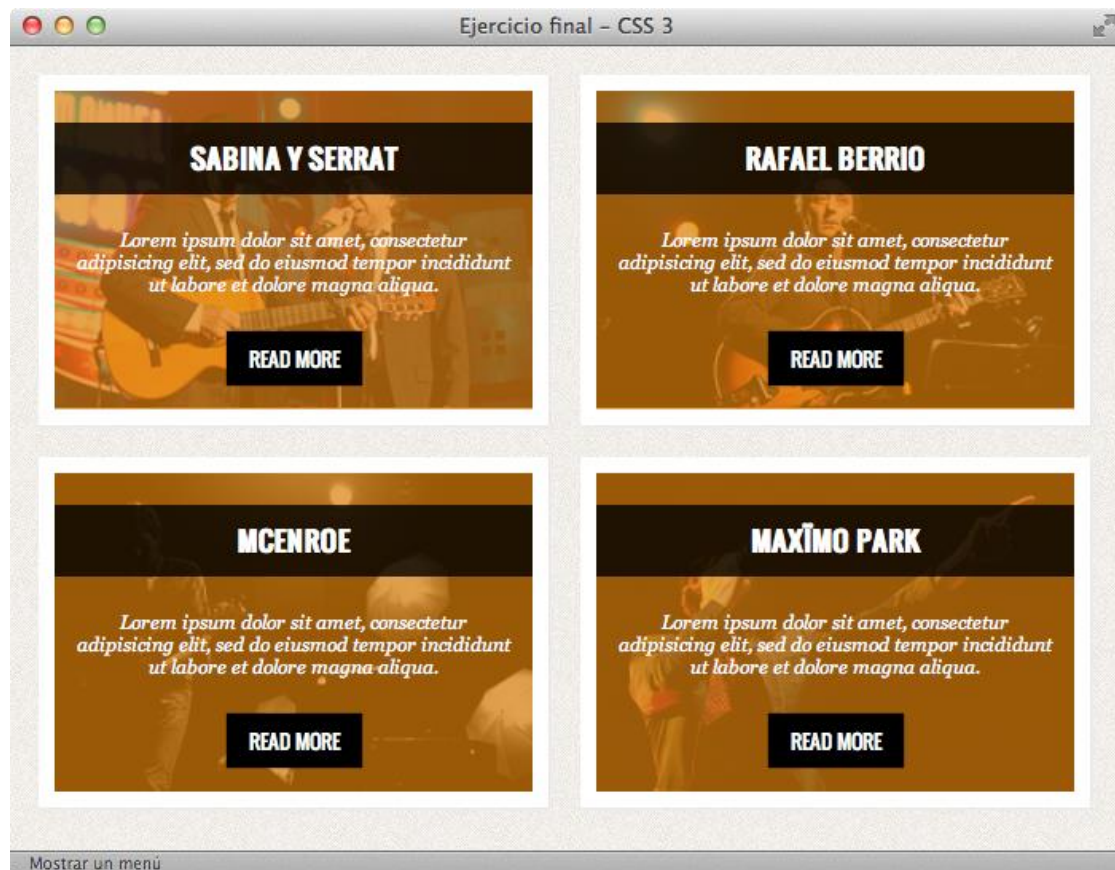 Ejercicio final – CSS 3
SABINA Y SERRAT
Lorem ipsum dolor sit amet, consectetur
adipisicing elit, sed do eiusmod tempor incididunt
ut labore et dolore magna aliqua.
READ MORE
RAFAEL BERRIO
Lorem ipsum dolor sit amet, consectetur
adipisicing elit, sed do eiusmod tempor incididunt
ut labore et dolore magna aliqua.
READ MORE
MCENROE
Lorem ipsum dolor sit amet, consectetur
adipisicing elit, sed do eiusmod tempor incididunt
ut labore et dolore magna aliqua.
READ MORE
MAXÏMO PARK
Lorem ipsum dolor sit amet, consectetur
adipisicing elit, sed do eiusmod tempor incididunt
ut labore et dolore magna aliqua.
READ MORE
Mostrar un menú